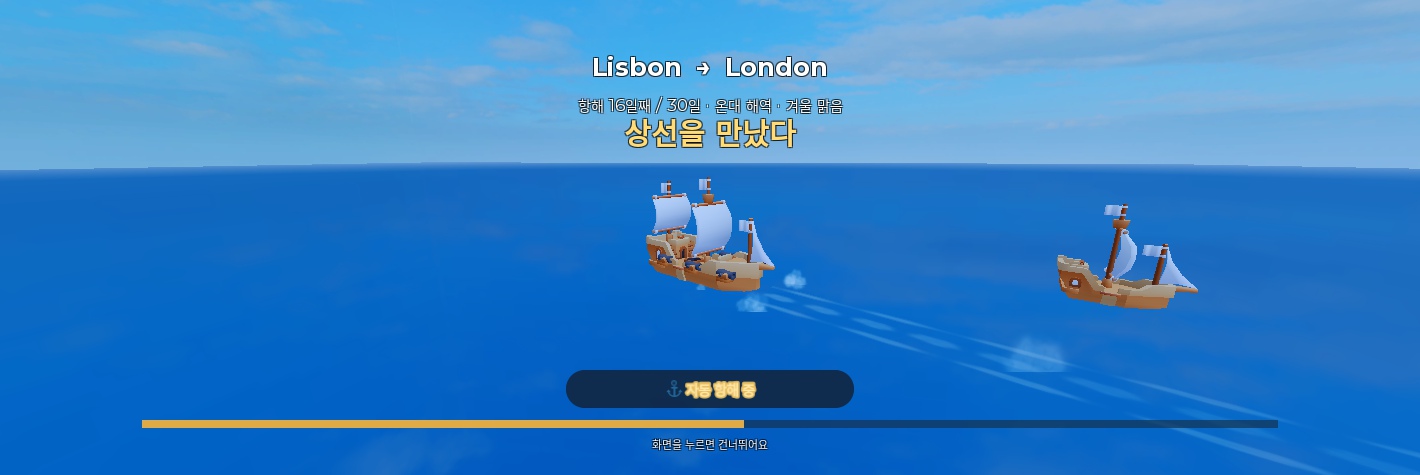 Lisbon → London
항해 16일째 / 30일 · 온대 해역 · 겨울 맑음
상선을 만났다
⚓ 자동 항해 중
화면을 누르면 건너뛰어요